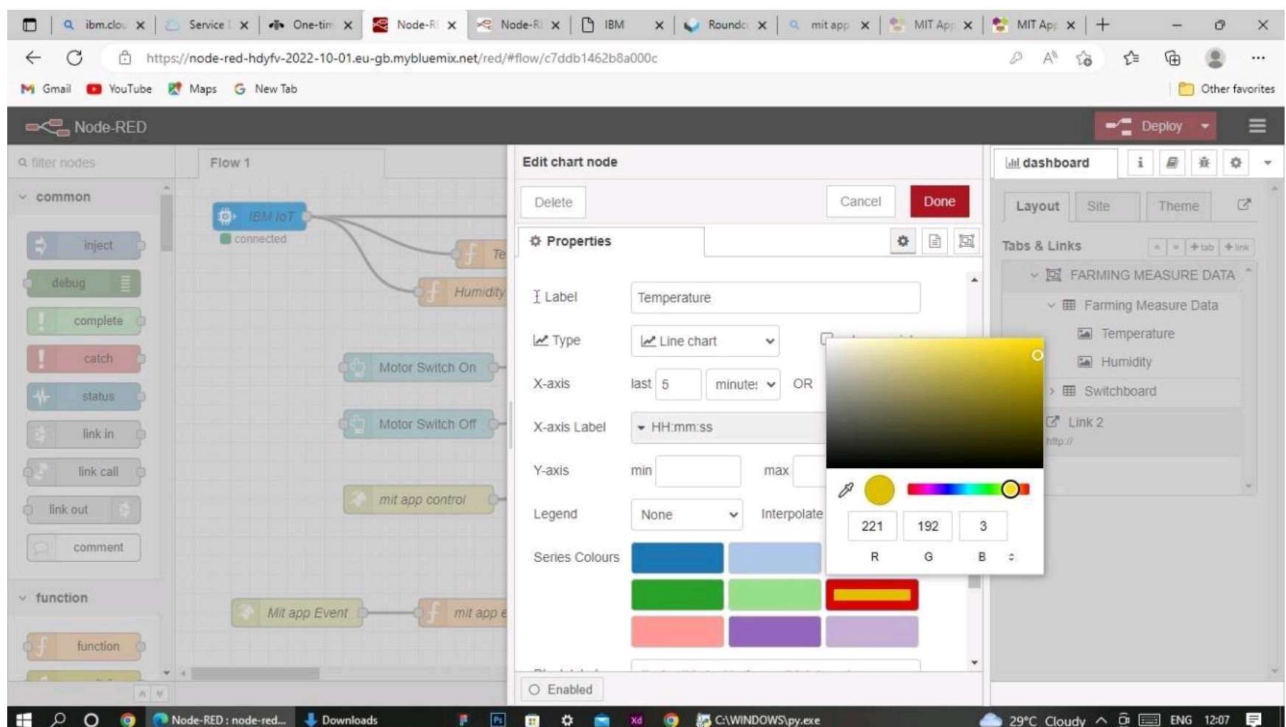 ibm.clou
Service
One-tim
Node-RE
Node-RE
IBM
Roundc
mit app
MIT App
MIT App
https://node-red-hdyfv-2022-10-01.eu-gb.mybluemix.net/red/#flow/c7ddb1462b8a000c
Gmail
YouTube
Maps
New Tab
Other favorites
Node-RED
Deploy
filter nodes
common
inject
debug
complete
catch
status
link in
link call
link out
comment
function
function
Flow 1
IBM IoT
connected
Te
Humidity
Motor Switch On
Motor Switch Off
mit app control
Mit app Event
mit app e
Edit chart node
Delete
Cancel
Done
Properties
Label
Temperature
Type
Line chart
X-axis
last 5
minutes
OR
X-axis Label
HH:mm:ss
Y-axis
min
max
Legend
None
Interpolate
Series Colours
221 192 3
R G B
Enabled
dashboard
Layout
Site
Theme
Tabs & Links
+ tab
+ link
FARMING MEASURE DATA
Farming Measure Data
Temperature
Humidity
Switchboard
Link 2
http://
Node-RED : node-red...
Downloads
C:\WINDOWS\py.exe
29°C Cloudy
ENG
12:07